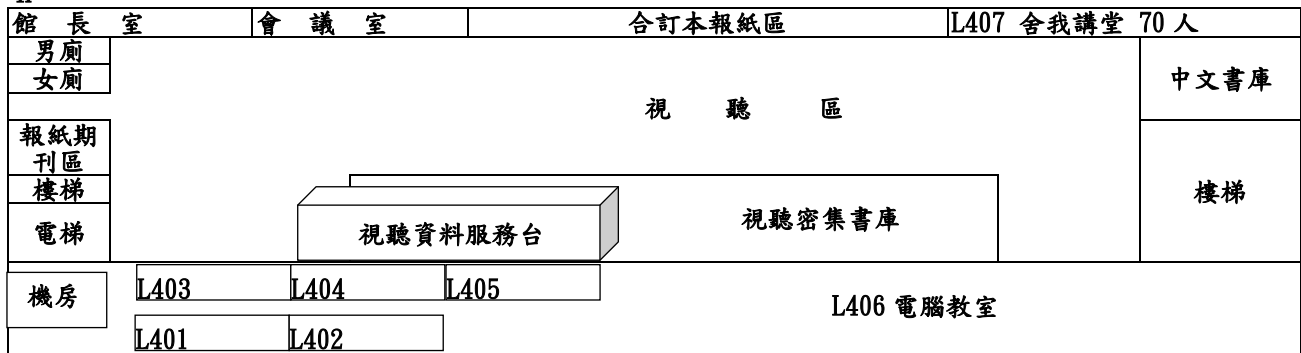 館 長 室 會 議 室 合訂本報紙區 L407 舍我講堂 70 人
男廁
女廁
中文書庫
視 聽 區
報紙期
刊區
樓梯
樓梯
電梯
視聽資料服務台
視聽密集書庫
機房
L403 L404 L405
L406 電腦教室
L401 L402